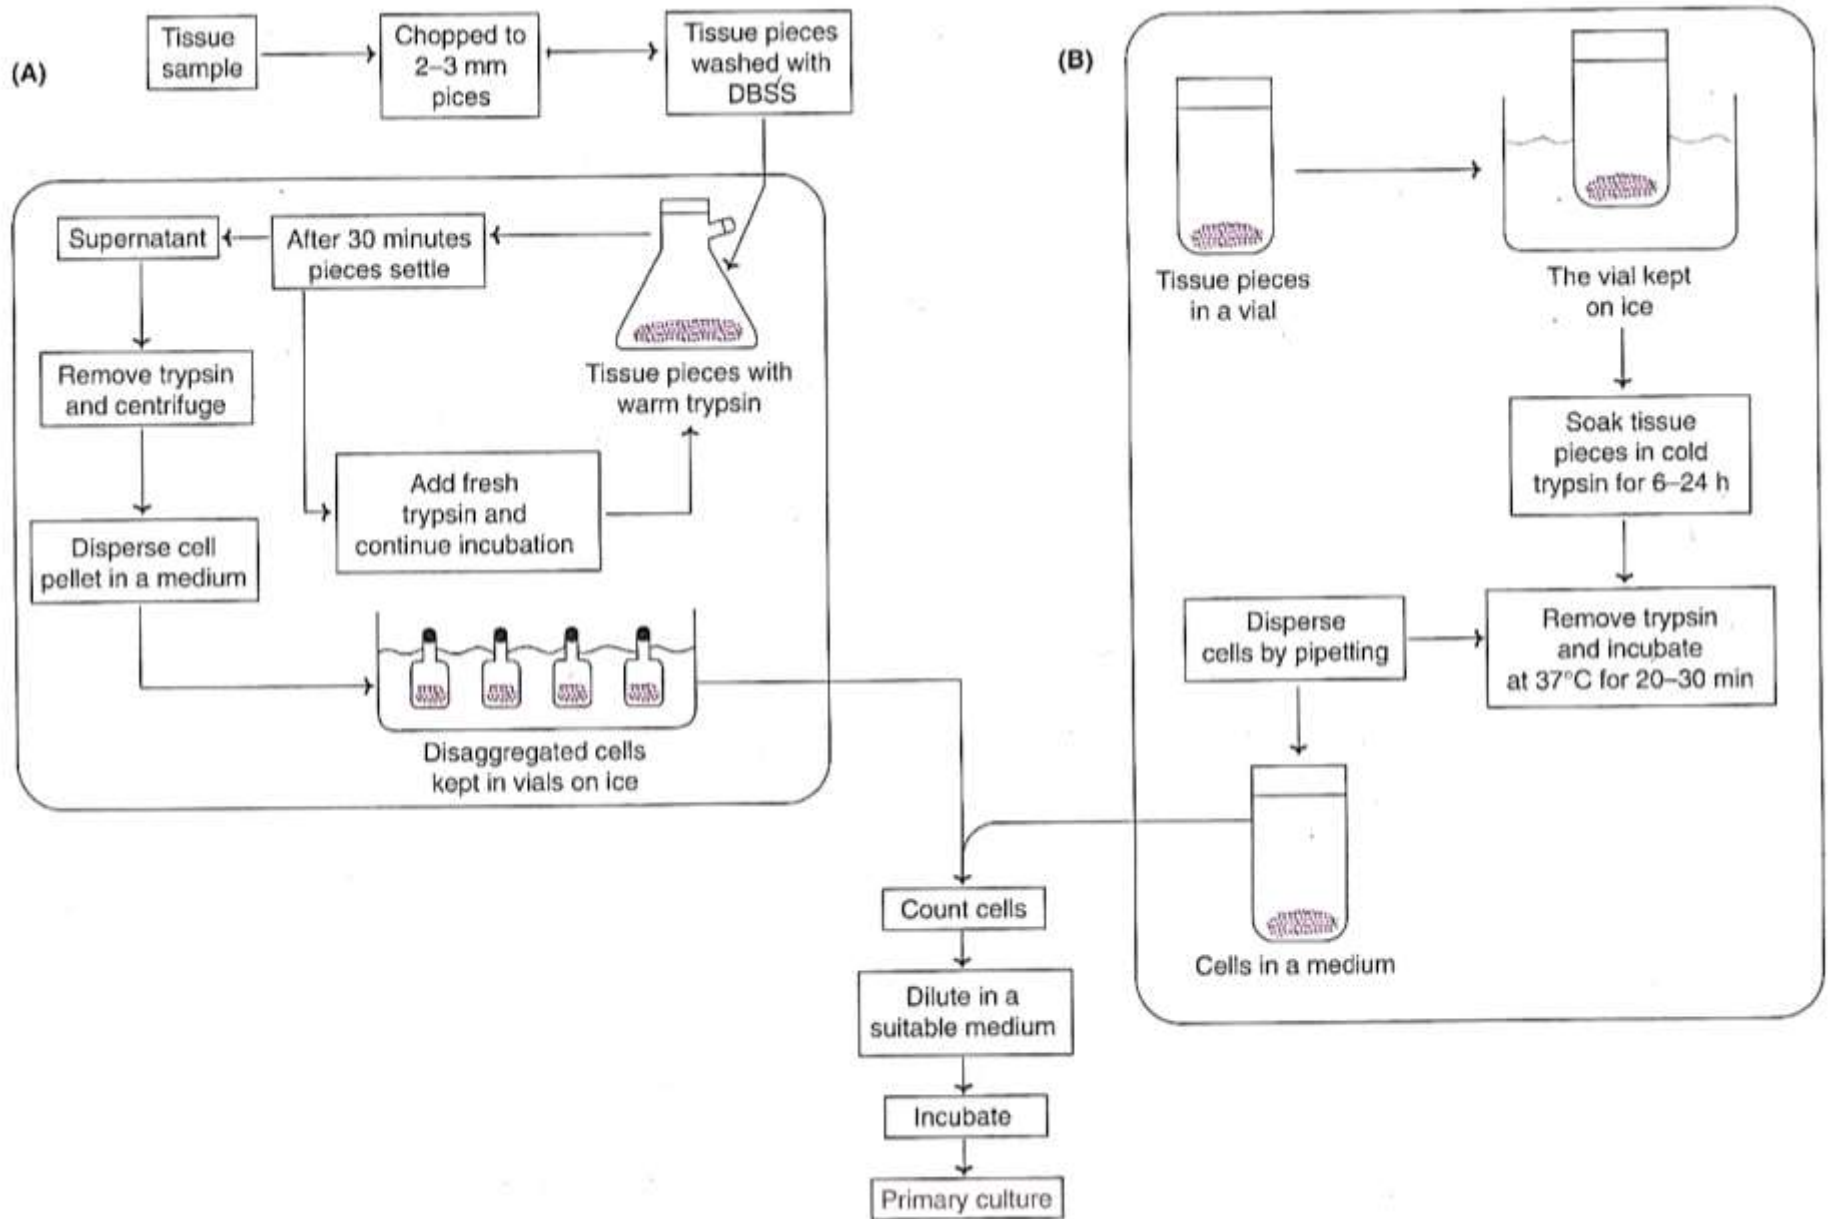 (A)
Tissue
sample
Chopped to
2–3 mm
pices
Tissue pieces
washed with
DBSS
Supernatant
After 30 minutes
pieces settle
Tissue pieces with
warm trypsin
Remove trypsin
and centrifuge
Add fresh
trypsin and
continue incubation
Disperse cell
pellet in a medium
Disaggregated cells
kept in vials on ice
(B)
Tissue pieces
in a vial
The vial kept
on ice
Soak tissue
pieces in cold
trypsin for 6–24 h
Remove trypsin
and incubate
at 37°C for 20–30 min
Disperse
cells by pipetting
Cells in a medium
Count cells
Dilute in a
suitable medium
Incubate
Primary culture